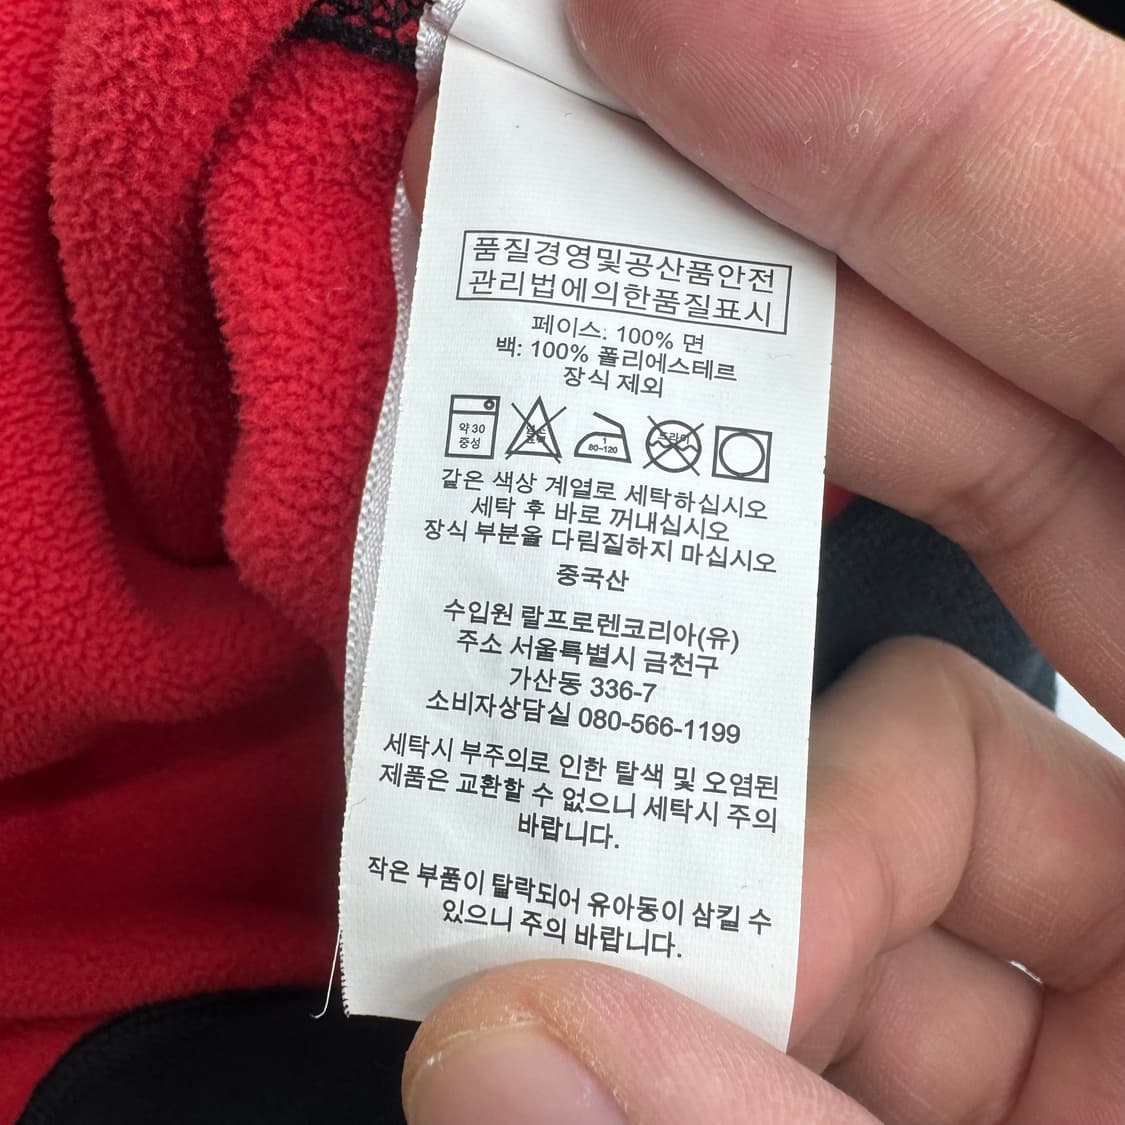 품질경영및공산품안전
관리법에의한품질표시
페이스: 100% 면
백: 100% 폴리에스테르
장식 제외
약30
중성
1
80~120
드라이
같은 색상 계열로 세탁하십시오
세탁 후 바로 꺼내십시오
장식 부분을 다림질하지 마십시오
중국산
수입원 랄프로렌코리아(유)
주소 서울특별시 금천구
가산동 336-7
소비자상담실 080-566-1199
세탁시 부주의로 인한 탈색 및 오염된
제품은 교환할 수 없으니 세탁시 주의
바랍니다.
작은 부품이 탈락되어 유아동이 삼킬 수
있으니 주의 바랍니다.